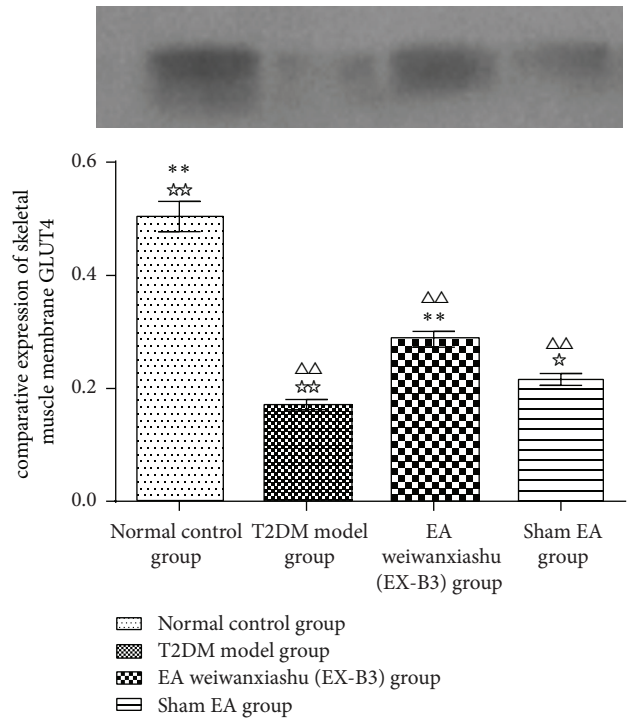 comparative expression of skeletal
muscle membrane GLUT4
0.6
0.4
0.2
0.0
**
☆☆
△△
☆☆
△△
**
△△
☆
Normal control
group
T2DM model
group
EA
weiwanxiashu
(EX-B3) group
Sham EA
group
Normal control group
T2DM model group
EA weiwanxiashu (EX-B3) group
Sham EA group